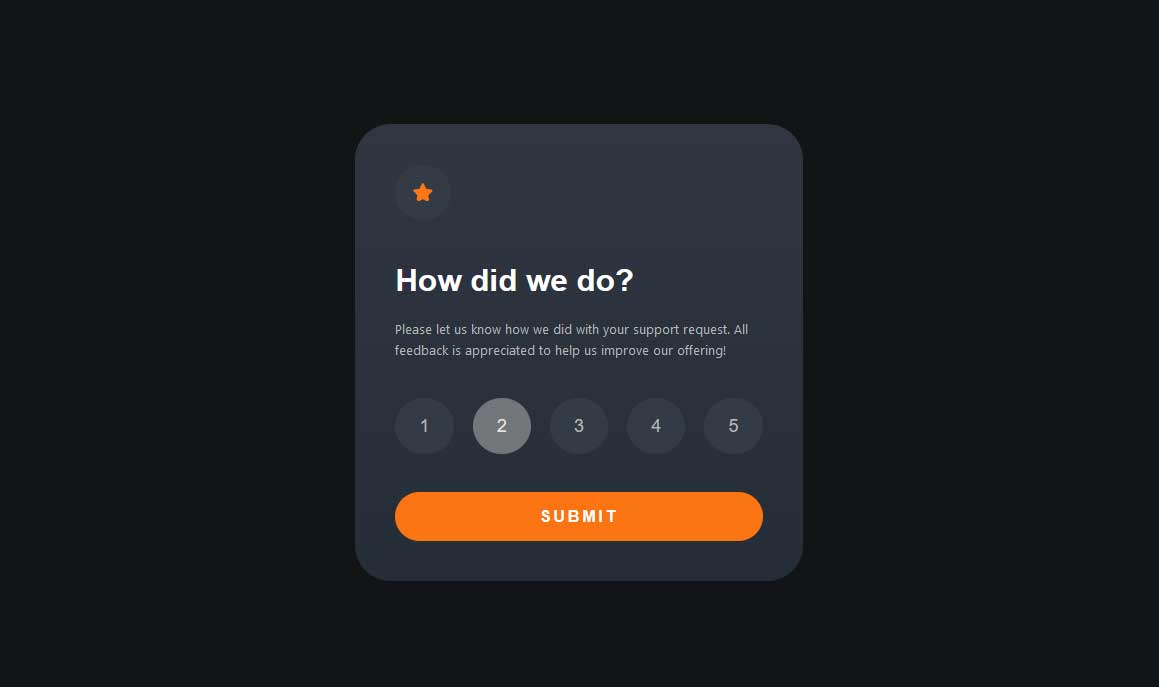 How did we do?
Please let us know how we did with your support request. All
feedback is appreciated to help us improve our offering!
1 2 3 4 5
SUBMIT